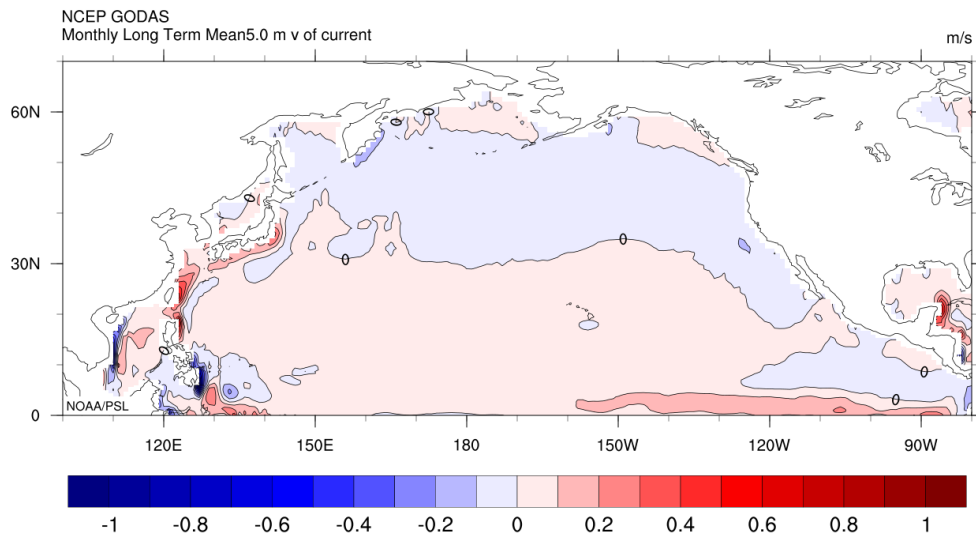 NCEP GODAS
Monthly Long Term Mean5.0 m v of current
m/s
60N
30N
0
0
0
0
0
0
0
0
0
NOAA/PSL
120E
150E
180
150W
120W
90W
-1
-0.8
-0.6
-0.4
-0.2
0
0.2
0.4
0.6
0.8
1